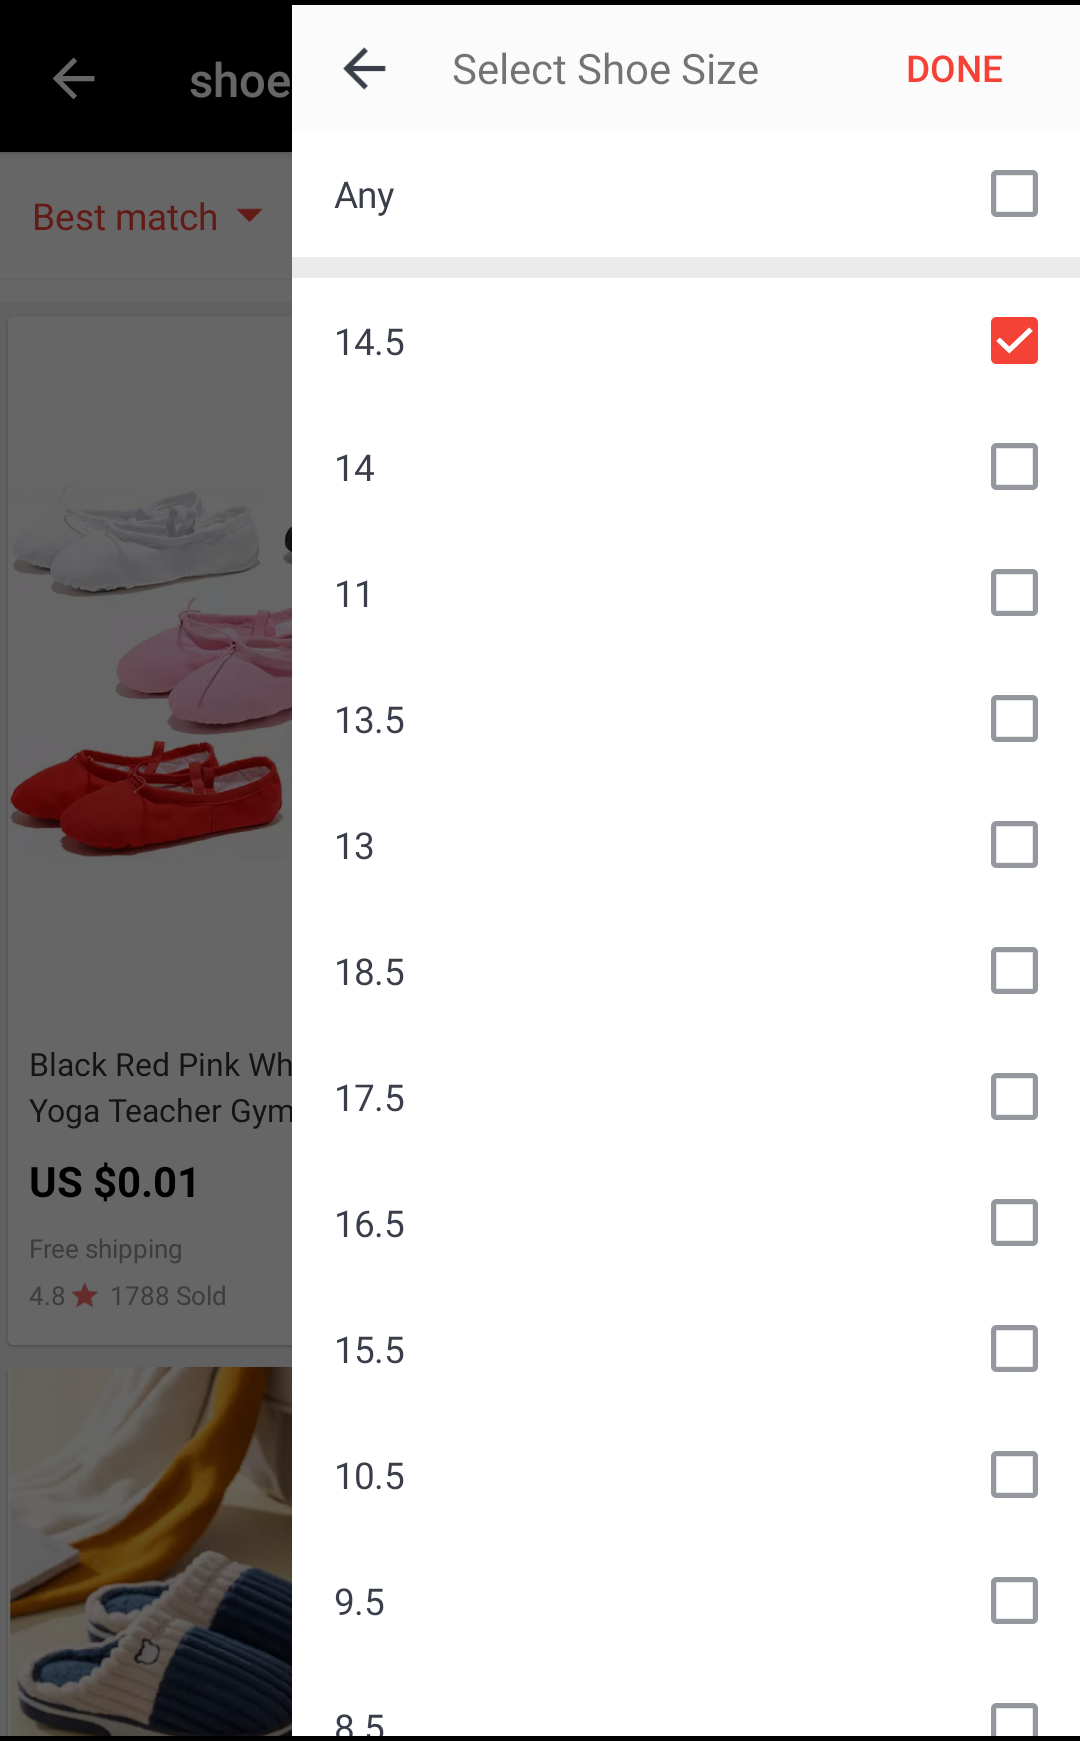 shoe
Best match
Black Red Pink Wh
Yoga Teacher Gym
US $0.01
Free shipping
4.8 1788 Sold
Select Shoe Size
DONE
Any
14.5
14
11
13.5
13
18.5
17.5
16.5
15.5
10.5
9.5
8.5